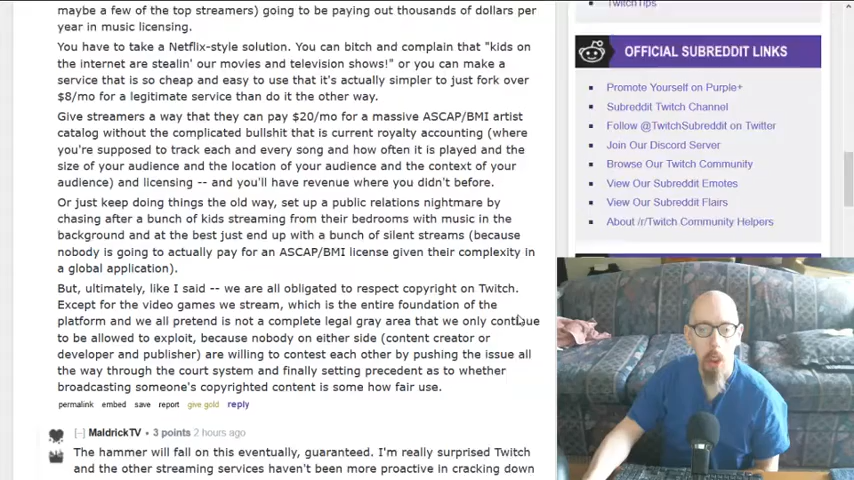 maybe a few of the top streamers) going to be paying out thousands of dollars per
year in music licensing.
You have to take a Netflix-style solution. You can bitch and complain that "kids on
the internet are stealin' our movies and television shows!" or you can make a
service that is so cheap and easy to use that it's actually simpler to just fork over
$8/mo for a legitimate service than do it the other way.
Give streamers a way that they can pay $20/mo for a massive ASCAP/BMI artist
catalog without the complicated bullshit that is current royalty accounting (where
you're supposed to track each and every song and how often it is played and the
size of your audience and the location of your audience and the context of your
audience) and licensing -- and you'll have revenue where you didn't before.
Or just keep doing things the old way, set up a public relations nightmare by
chasing after a bunch of kids streaming from their bedrooms with music in the
background and at the best just end up with a bunch of silent streams (because
nobody is going to actually pay for an ASCAP/BMI license given their complexity in
a global application).
But, ultimately, like I said -- we are all obligated to respect copyright on Twitch.
Except for the video games we stream, which is the entire foundation of the
platform and we all pretend is not a complete legal gray area that we only continue
to be allowed to exploit, because nobody on either side (content creator or
developer and publisher) are willing to contest each other by pushing the issue all
the way through the court system and finally setting precedent as to whether
broadcasting someone's copyrighted content is some how fair use.
permalink embed save report give gold reply
[-] MaldrickTV • 3 points 2 hours ago
The hammer will fall on this eventually, guaranteed. I'm really surprised Twitch
and the other streaming services haven't been more proactive in cracking down
TwitchTips
OFFICIAL SUBREDDIT LINKS
Promote Yourself on Purple+
Subreddit Twitch Channel
Follow @TwitchSubreddit on Twitter
Join Our Discord Server
Browse Our Twitch Community
View Our Subreddit Emotes
View Our Subreddit Flairs
About /r/Twitch Community Helpers